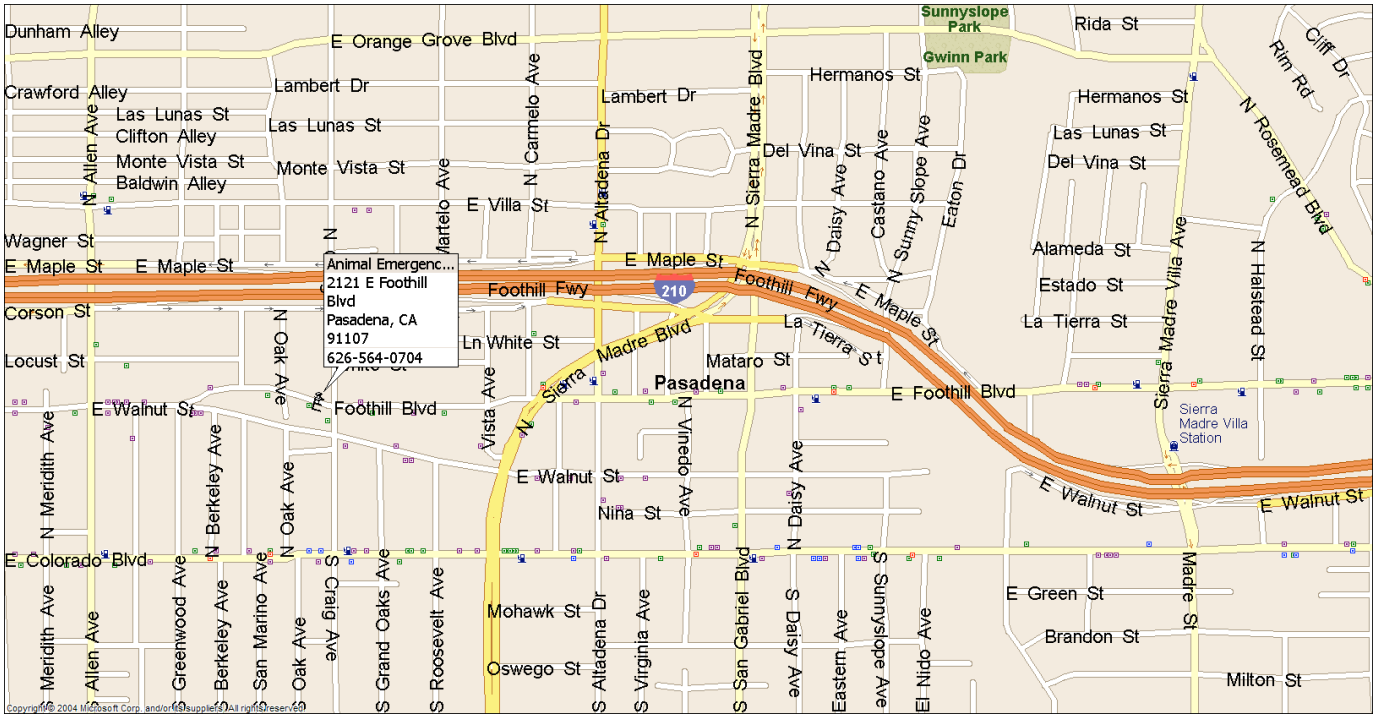 Sunnyslope
Park
Gwinn Park
Dunham Alley
E Orange Grove Blvd
Rida St
Cliff Dr
Rim Rd
Hermanos St
Crawford Alley
Lambert Dr
Lambert Dr
Hermanos St
Las Lunas St
Clifton Alley
Las Lunas St
Las Lunas St
N Rosemead Blvd
N Allen Ave
N Carmelo Ave
N Altadena Dr
N Sierra Madre Blvd
Del Vina St
Del Vina St
Monte Vista St
Baldwin Alley
Monte Vista St
Martelo Ave
N Daisy Ave
Castano Ave
N Sunny Slope Ave
Eaton Dr
E Villa St
Wagner St
N
Alameda St
E Maple St
E Maple St
E Maple St
N
Animal Emergenc...
2121 E Foothill
Blvd
Pasadena, CA
91107
626-564-0704
Foothill Fwy
210
Foothill Fwy
E Maple St
Estado St
Sierra Madre Villa Ave
N Halstead St
Corson St
La Tierra St
La Tierra St
N Oak Ave
Ln White St
N Sierra Madre Blvd
Locust St
Mataro St
Pasadena
E Foothill Blvd
E Walnut St
Foothill Blvd
Vista Ave
N Vinedo Ave
N Daisy Ave
Sierra
Madre Villa
Station
N Meridith Ave
N Berkeley Ave
N Oak Ave
E Walnut St
E Walnut St
E Walnut St
Nina St
E Colorado Blvd
S Meridith Ave
S Allen Ave
S Greenwood Ave
S Berkeley Ave
S San Marino Ave
S Oak Ave
S Craig Ave
S Grand Oaks Ave
S Roosevelt Ave
Mohawk St
Oswego St
S Altadena Dr
S Virginia Ave
S San Gabriel Blvd
S Daisy Ave
Eastern Ave
S Sunnyslope Ave
El Nido Ave
E Green St
Brandon St
Madre St
Milton St
Copyright © 2004 Microsoft Corp. and/or its suppliers. All rights reserved.